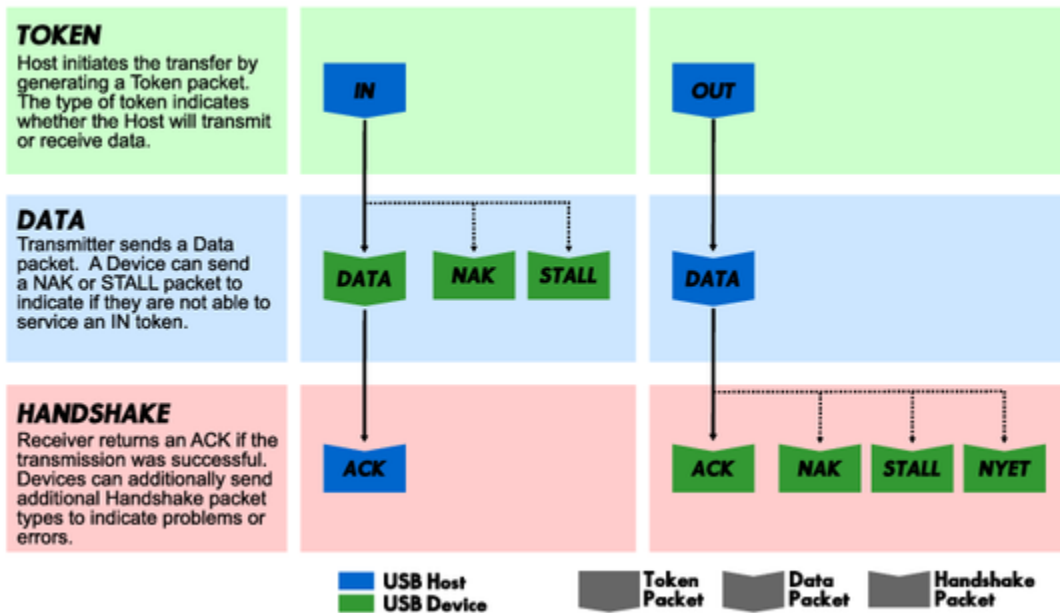 TOKEN
Host initiates the transfer by
generating a Token packet.
The type of token indicates
whether the Host will transmit
or receive data.
IN
OUT
DATA
Transmitter sends a Data
packet. A Device can send
a NAK or STALL packet to
indicate if they are not able to
service an IN token.
DATA
NAK
STALL
DATA
HANDSHAKE
Receiver returns an ACK if the
transmission was successful.
Devices can additionally send
additional Handshake packet
types to indicate problems or
errors.
ACK
ACK
NAK
STALL
NYET
USB Host
USB Device
Token
Packet
Data
Packet
Handshake
Packet